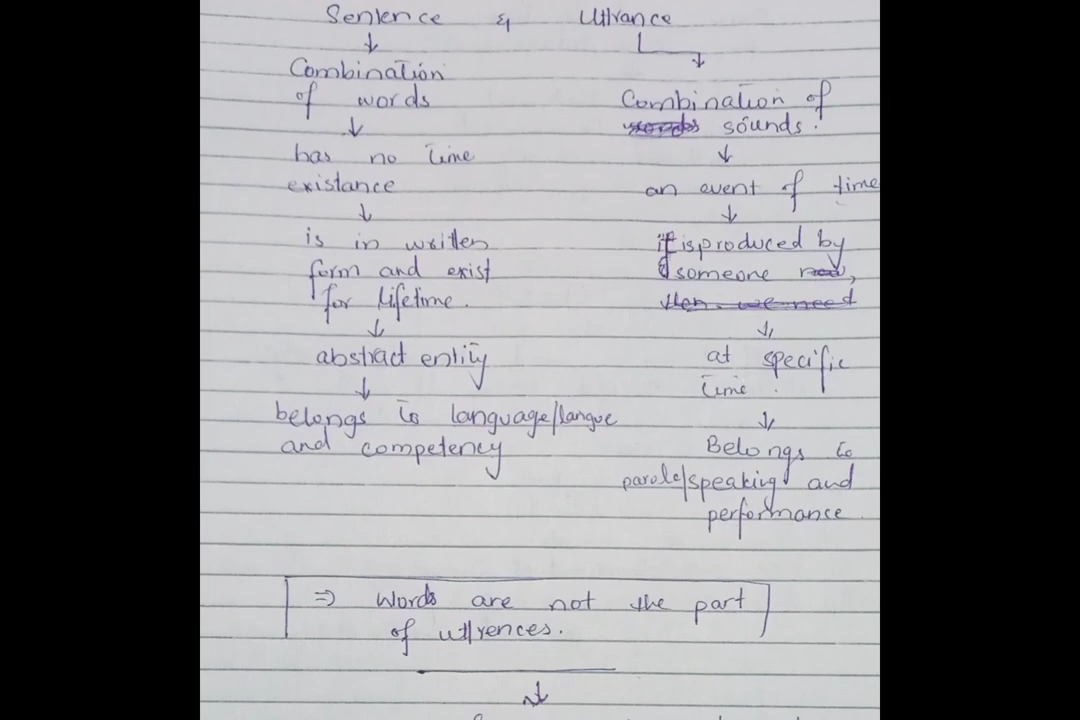 Sentence & Uttrance
Combination
of words
has no time
existance
is in written
form and exist
for lifetime.
abstract entity
belongs to language/langue
and competency
Combination of
sounds.
an event of time
it is produced by
someone
at specific
time.
Belongs to
parole/speaking and
performance
⇒ Words are not the part
of uttrences.